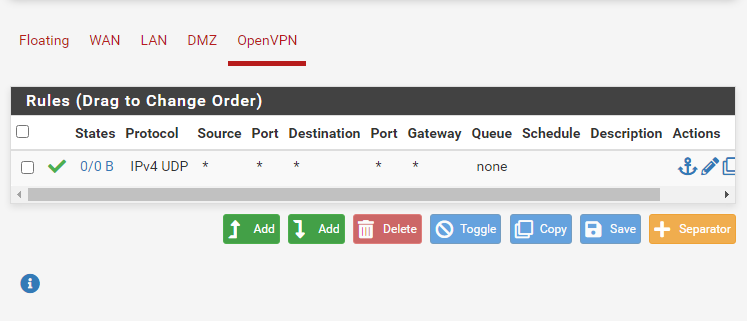 Floating WAN LAN DMZ OpenVPN
Rules (Drag to Change Order)
States Protocol Source Port Destination Port Gateway Queue Schedule Description Actions
0/0 B IPv4 UDP * * * * * none
Add Add Delete Toggle Copy Save Separator